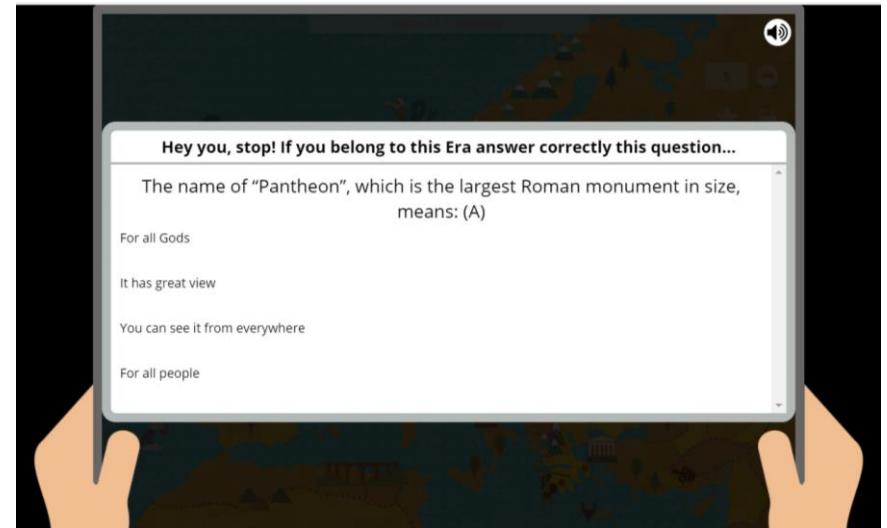 Hey you, stop! If you belong to this Era answer correctly this question...
The name of “Pantheon”, which is the largest Roman monument in size,
means: (A)
For all Gods
It has great view
You can see it from everywhere
For all people